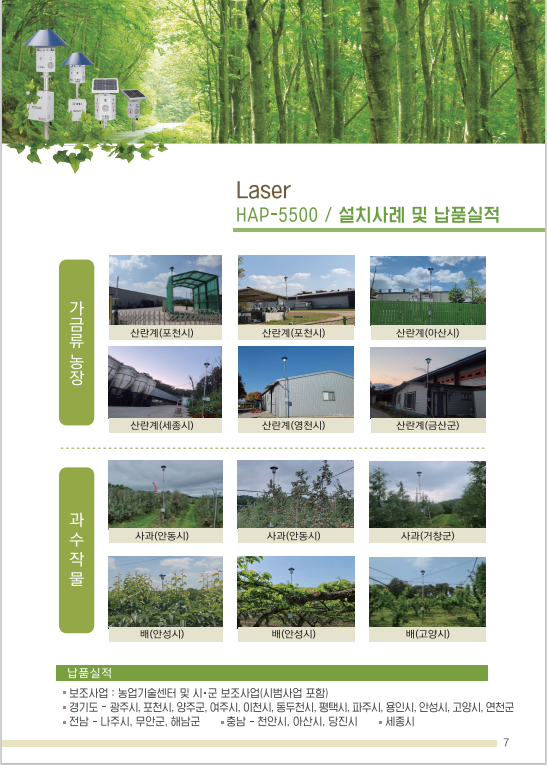 Laser
HAP-5500 / 설치사례 및 납품실적
가금류 농장
산란계(포천시)
산란계(포천시)
산란계(아산시)
산란계(세종시)
산란계(영천시)
산란계(금산군)
과수작물
사과(안동시)
사과(안동시)
사과(거창군)
배(안성시)
배(안성시)
배(고양시)
납품실적
▪ 보조사업 : 농업기술센터 및 시·군 보조사업(시범사업 포함)
▪ 경기도 - 광주시, 포천시, 양주군, 여주시, 이천시, 동두천시, 평택시, 파주시, 용인시, 안성시, 고양시, 연천군
▪ 전남 - 나주시, 무안군, 해남군 ▪ 충남 - 천안시, 아산시, 당진시 ▪ 세종시
7